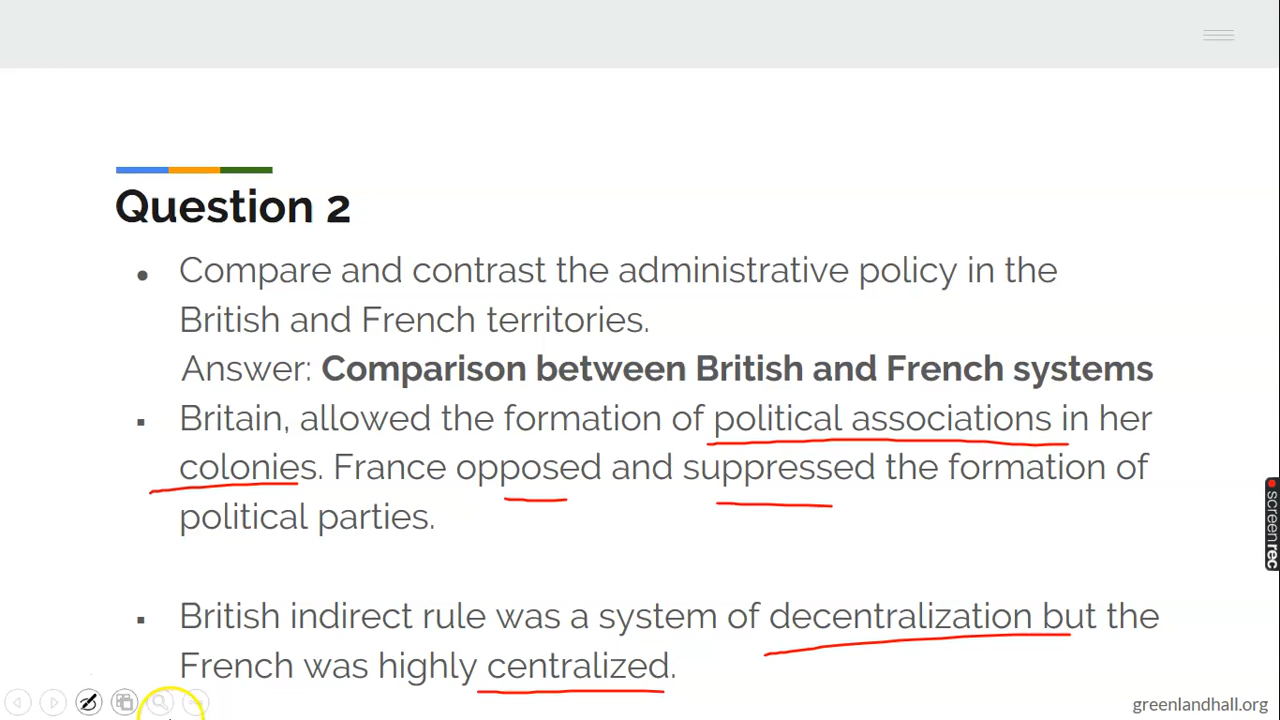 Question 2
● Compare and contrast the administrative policy in the
British and French territories.
Answer: Comparison between British and French systems
▪ Britain, allowed the formation of political associations in her
colonies. France opposed and suppressed the formation of
political parties.
▪ British indirect rule was a system of decentralization but the
French was highly centralized.
greenlandhall.org
screenrec